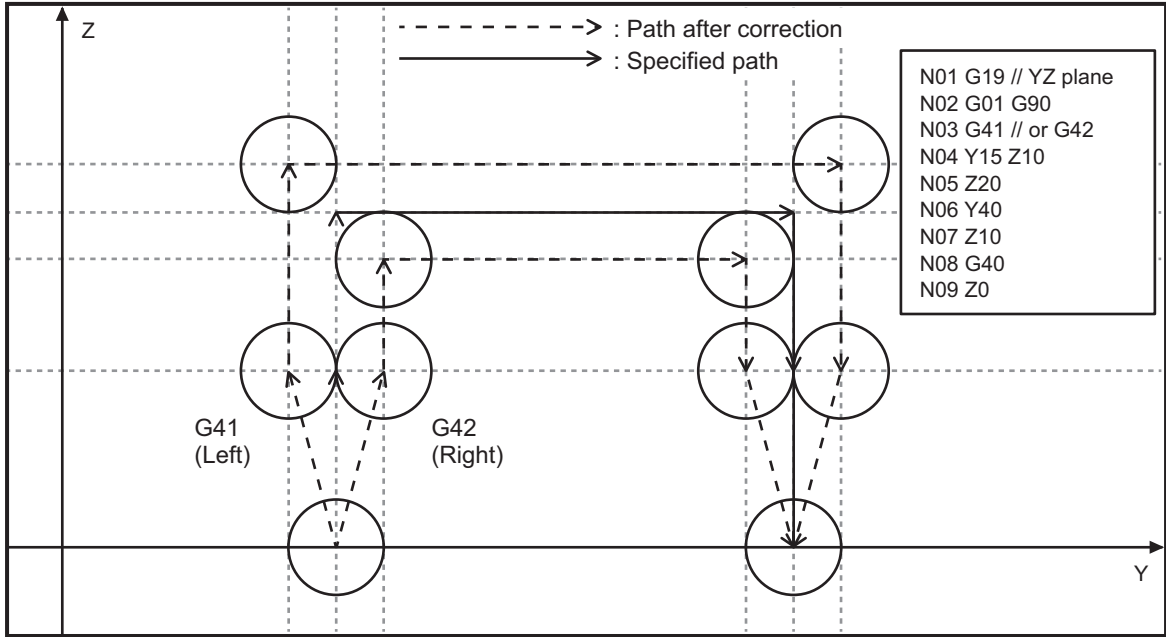 Z
: Path after correction
: Specified path
N01 G19 // YZ plane
N02 G01 G90
N03 G41 // or G42
N04 Y15 Z10
N05 Z20
N06 Y40
N07 Z10
N08 G40
N09 Z0
G41
(Left)
G42
(Right)
Y